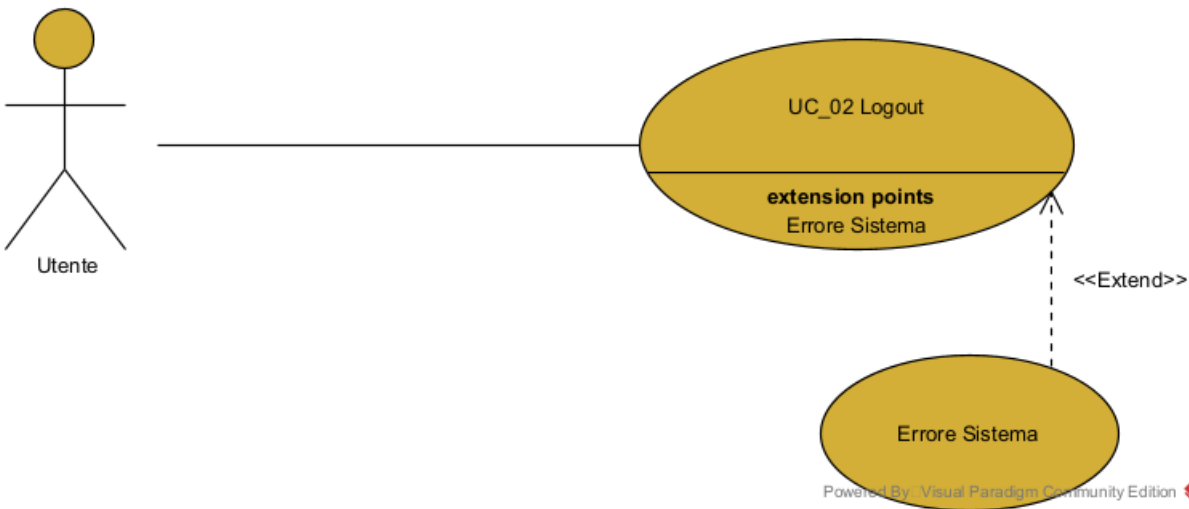 UC_02 Logout
extension points
Errore Sistema
Utente
<<Extend>>
Errore Sistema
Powered By Visual Paradigm Community Edition